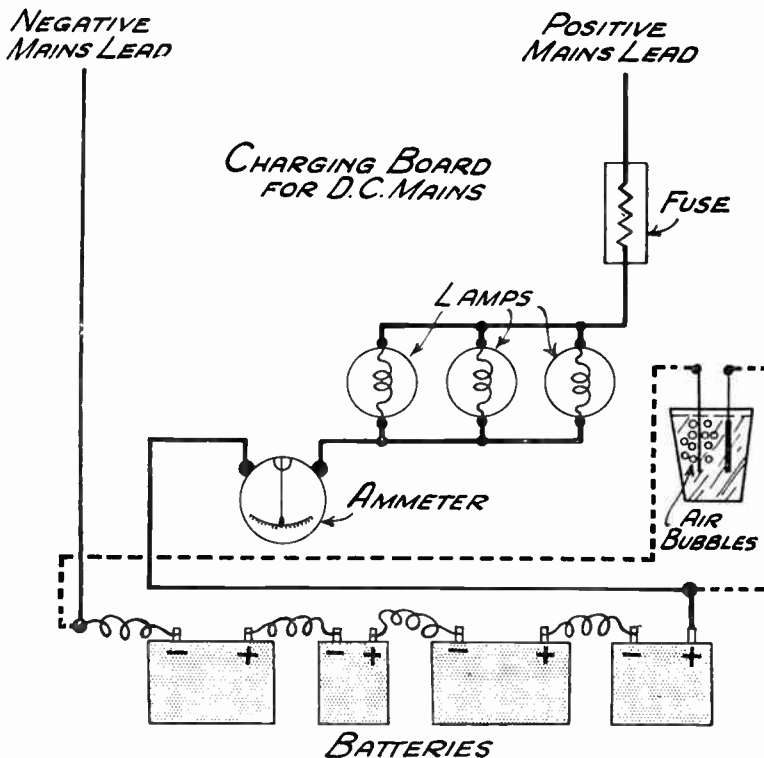 NEGATIVE
MAINS LEAD
POSITIVE
MAINS LEAD
CHARGING BOARD
FOR D.C. MAINS
FUSE
LAMPS
AMMETER
AIR
BUBBLES
- + - + - + - +
BATTERIES